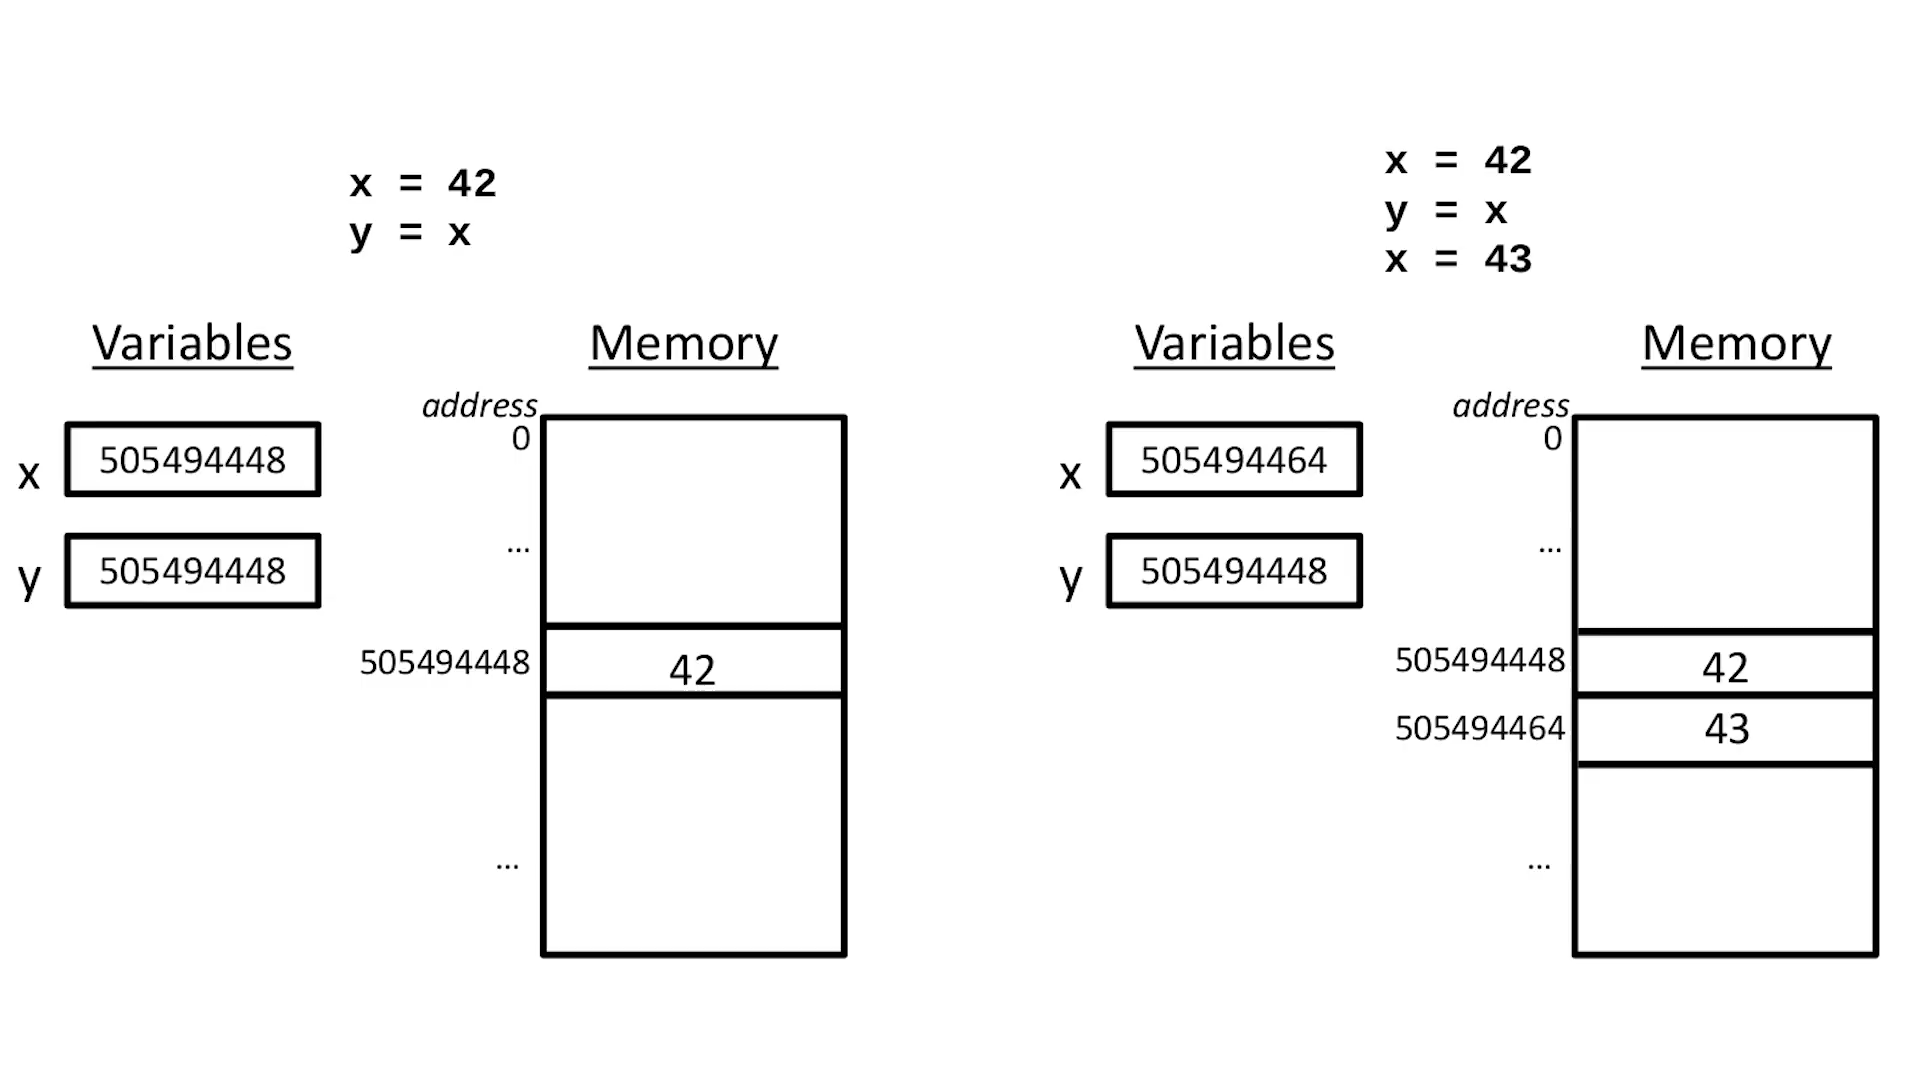 x = 42
y = x
Variables
Memory
address
0
x
505494448
...
y
505494448
505494448
42
...
x = 42
y = x
x = 43
Variables
Memory
address
0
x
505494464
...
y
505494448
505494448
42
505494464
43
...